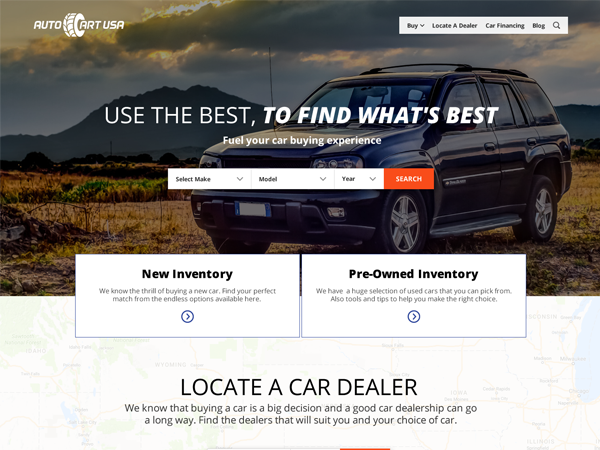 AUTO CART USA
Buy
Locate A Dealer
Car Financing
Blog
USE THE BEST, TO FIND WHAT'S BEST
Fuel your car buying experience
Select Make
Model
Year
SEARCH
New Inventory
We know the thrill of buying a new car. Find your perfect
match from the endless options available here.
Pre-Owned Inventory
We have a huge selection of used cars that you can pick from.
Also tools and tips to help you make the right choice.
WYOMING
IOWA
ILLINOIS
LOCATE A CAR DEALER
We know that buying a car is a big decision and a good car dealership can go
a long way. Find the dealers that will suit you and your choice of car.